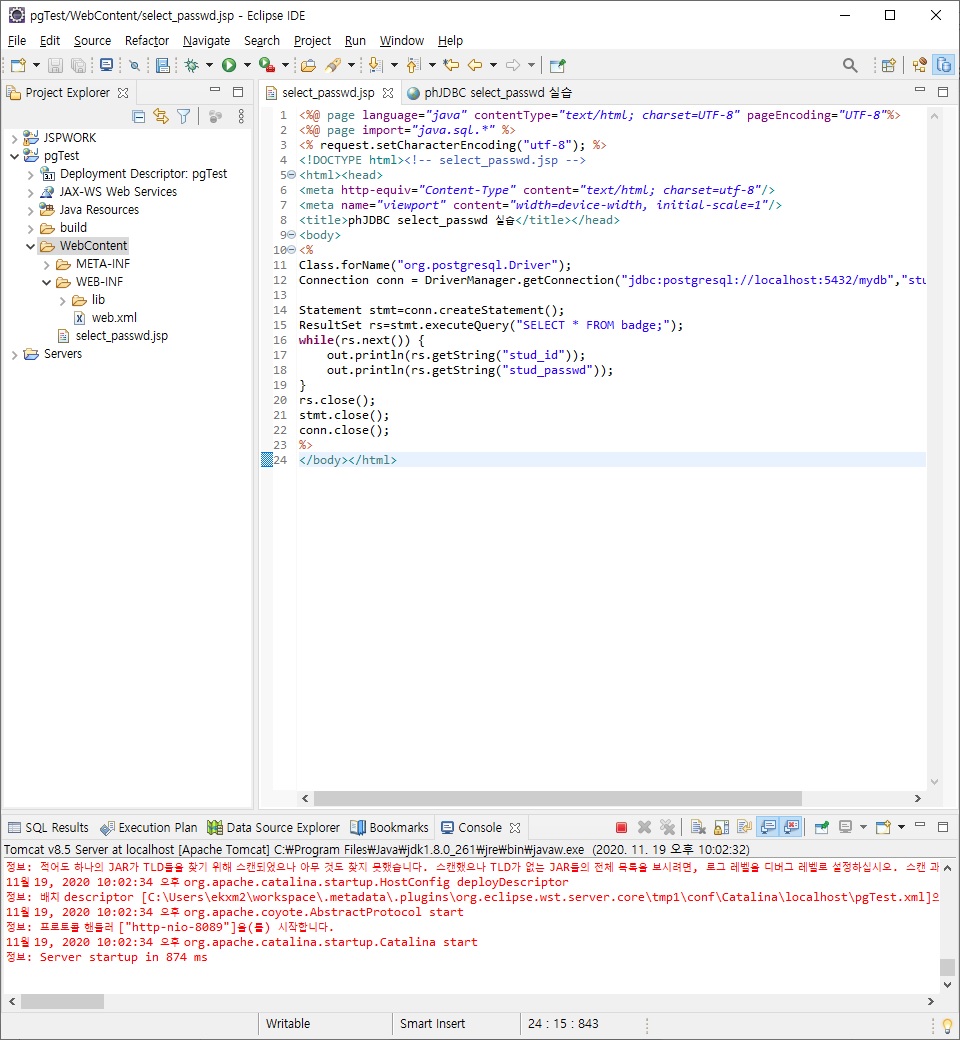 pgTest/WebContent/select_passwd.jsp - Eclipse IDE
File Edit Source Refactor Navigate Search Project Run Window Help
Project Explorer
JSPWORK
pgTest
Deployment Descriptor: pgTest
JAX-WS Web Services
Java Resources
build
WebContent
META-INF
WEB-INF
lib
web.xml
select_passwd.jsp
Servers
select_passwd.jsp phJDBC select_passwd 실습
1 <%@ page language="java" contentType="text/html; charset=UTF-8" pageEncoding="UTF-8"%>
2 <%@ page import="java.sql.*" %>
3 <% request.setCharacterEncoding("utf-8"); %>
4 <!DOCTYPE html><!-- select_passwd.jsp -->
5 <html><head>
6 <meta http-equiv="Content-Type" content="text/html; charset=utf-8"/>
7 <meta name="viewport" content="width=device-width, initial-scale=1"/>
8 <title>phJDBC select_passwd 실습</title></head>
9 <body>
10 <%
11 Class.forName("org.postgresql.Driver");
12 Connection conn = DriverManager.getConnection("jdbc:postgresql://localhost:5432/mydb","stu
13
14 Statement stmt=conn.createStatement();
15 ResultSet rs=stmt.executeQuery("SELECT * FROM badge;");
16 while(rs.next()) {
17 out.println(rs.getString("stud_id"));
18 out.println(rs.getString("stud_passwd"));
19 }
20 rs.close();
21 stmt.close();
22 conn.close();
23 %>
24 </body></html>
SQL Results Execution Plan Data Source Explorer Bookmarks Console
Tomcat v8.5 Server at localhost [Apache Tomcat] C:₩Program Files₩Java₩jdk1.8.0_261₩jre₩bin₩javaw.exe (2020. 11. 19 오후 10:02:32)
정보: 적어도 하나의 JAR가 TLD들을 찾기 위해 스캔되었으나 아무 것도 찾지 못했습니다. 스캔했으나 TLD가 없는 JAR들의 전체 목록을 보시려면, 로그 레벨을 디버그 레벨로 설정하십시오. 스캔 과
11월 19, 2020 10:02:34 오후 org.apache.catalina.startup.HostConfig deployDescriptor
정보: 배치 descriptor [C:\Users\ekxm2\workspace\.metadata\.plugins\org.eclipse.wst.server.core\tmp1\conf\Catalina\localhost\pgTest.xml]의
11월 19, 2020 10:02:34 오후 org.apache.coyote.AbstractProtocol start
정보: 프로토콜 핸들러 ["http-nio-8089"]을(를) 시작합니다.
11월 19, 2020 10:02:34 오후 org.apache.catalina.startup.Catalina start
정보: Server startup in 874 ms
Writable Smart Insert 24 : 15 : 843